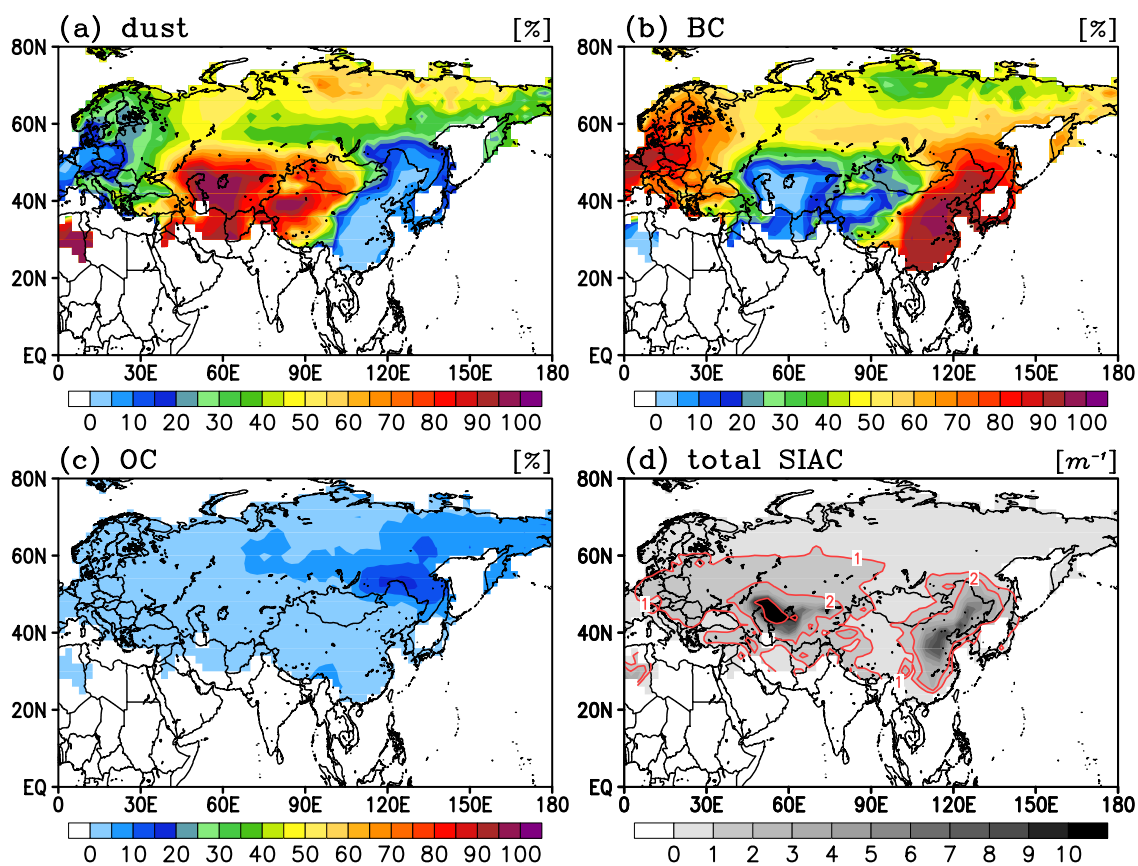 (a) dust [%]
80N
60N
40N
20N
EQ
0 30E 60E 90E 120E 150E 180
0 10 20 30 40 50 60 70 80 90 100
(b) BC [%]
80N
60N
40N
20N
EQ
0 30E 60E 90E 120E 150E 180
0 10 20 30 40 50 60 70 80 90 100
(c) OC [%]
80N
60N
40N
20N
EQ
0 30E 60E 90E 120E 150E 180
0 10 20 30 40 50 60 70 80 90 100
(d) total SIAC [m⁻¹]
80N
60N
40N
20N
EQ
1
2
1
2
1
0 30E 60E 90E 120E 150E 180
0 1 2 3 4 5 6 7 8 9 10